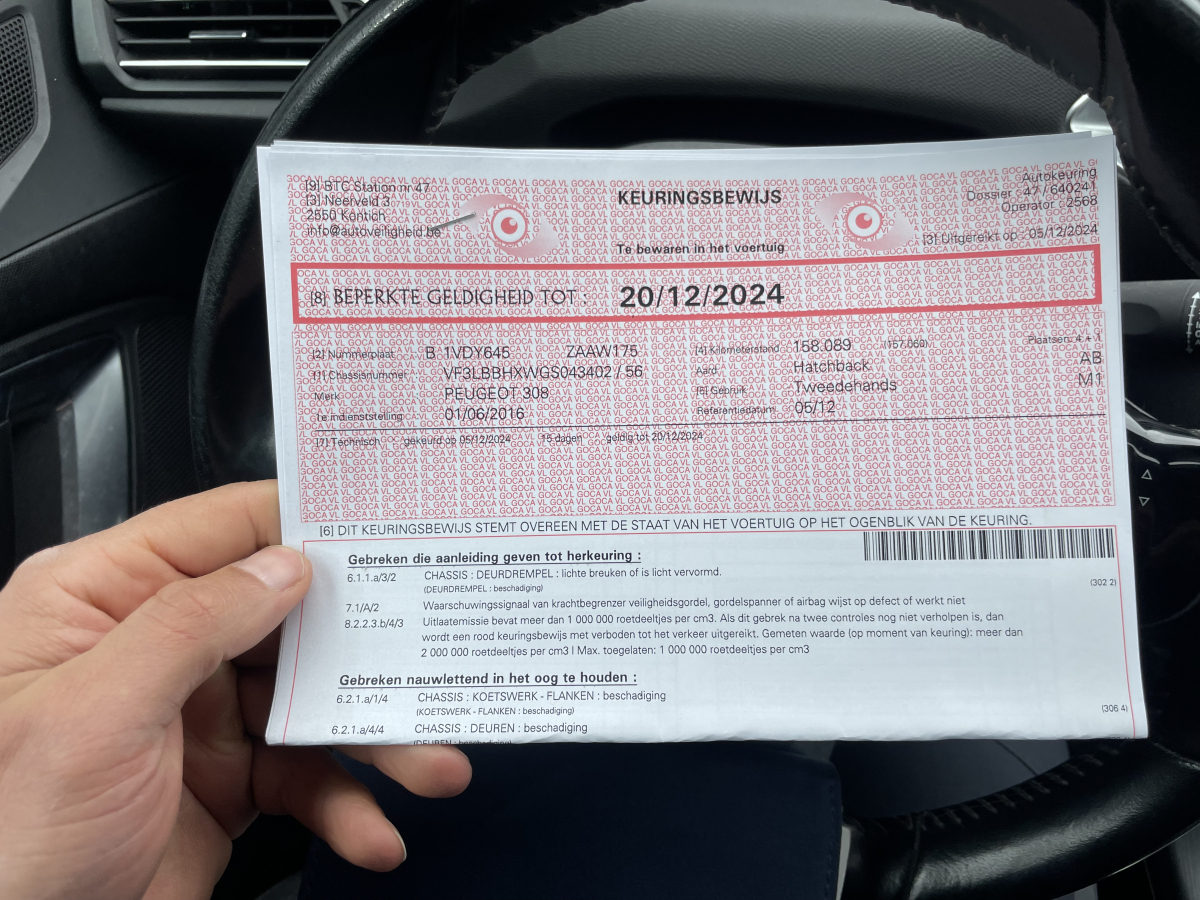 [9] BTC Station nr 47
[3] Neerveld 3
2550 Kontich
info@autoveiligheid.be
KEURINGSBEWIJS
Te bewaren in het voertuig
Autokeuring
Dossier : 47 / 640241
Operator : 2568
[3] Uitgereikt op : 05/12/2024
[8] BEPERKTE GELDIGHEID TOT : 20/12/2024
[2] Nummerplaat B 1VDY645 ZAAW175 [4] Kilometerstand 158.089 (157.060) Plaatsen: 4 + 1
[1] Chassisnummer VF3LBBHXWGS043402 / 56 Aard Hatchback AB
Merk PEUGEOT 308 [5] Gebruik Tweedehands M1
1e indienststelling 01/06/2016 Referentiedatum 05/12
[7] Technisch gekeurd op 05/12/2024 15 dagen geldig tot 20/12/2024
[6] DIT KEURINGSBEWIJS STEMT OVEREEN MET DE STAAT VAN HET VOERTUIG OP HET OGENBLIK VAN DE KEURING.
Gebreken die aanleiding geven tot herkeuring :
6.1.1.a/3/2 CHASSIS : DEURDREMPEL : lichte breuken of is licht vervormd.
(DEURDREMPEL : beschadiging) (302 2)
7.1/A/2 Waarschuwingssignaal van krachtbegrenzer veiligheidsgordel, gordelspanner of airbag wijst op defect of werkt niet
8.2.2.3.b/4/3 Uitlaatemissie bevat meer dan 1 000 000 roetdeeltjes per cm3. Als dit gebrek na twee controles nog niet verholpen is, dan
wordt een rood keuringsbewijs met verboden tot het verkeer uitgereikt. Gemeten waarde (op moment van keuring): meer dan
2 000 000 roetdeeltjes per cm3 I Max. toegelaten: 1 000 000 roetdeeltjes per cm3
Gebreken nauwlettend in het oog te houden :
6.2.1.a/1/4 CHASSIS : KOETSWERK - FLANKEN : beschadiging
(KOETSWERK - FLANKEN : beschadiging) (306 4)
6.2.1.a/4/4 CHASSIS : DEUREN : beschadiging
(DEUREN : beschadiging)